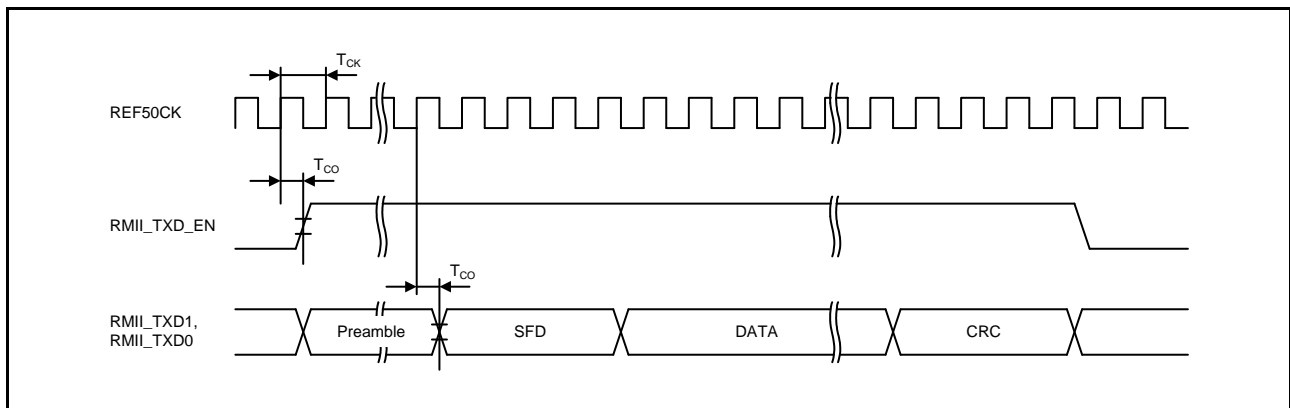 TCK
REF50CK
TCO
RMII_TXD_EN
TCO
RMII_TXD1,
RMII_TXD0
Preamble
SFD
DATA
CRC